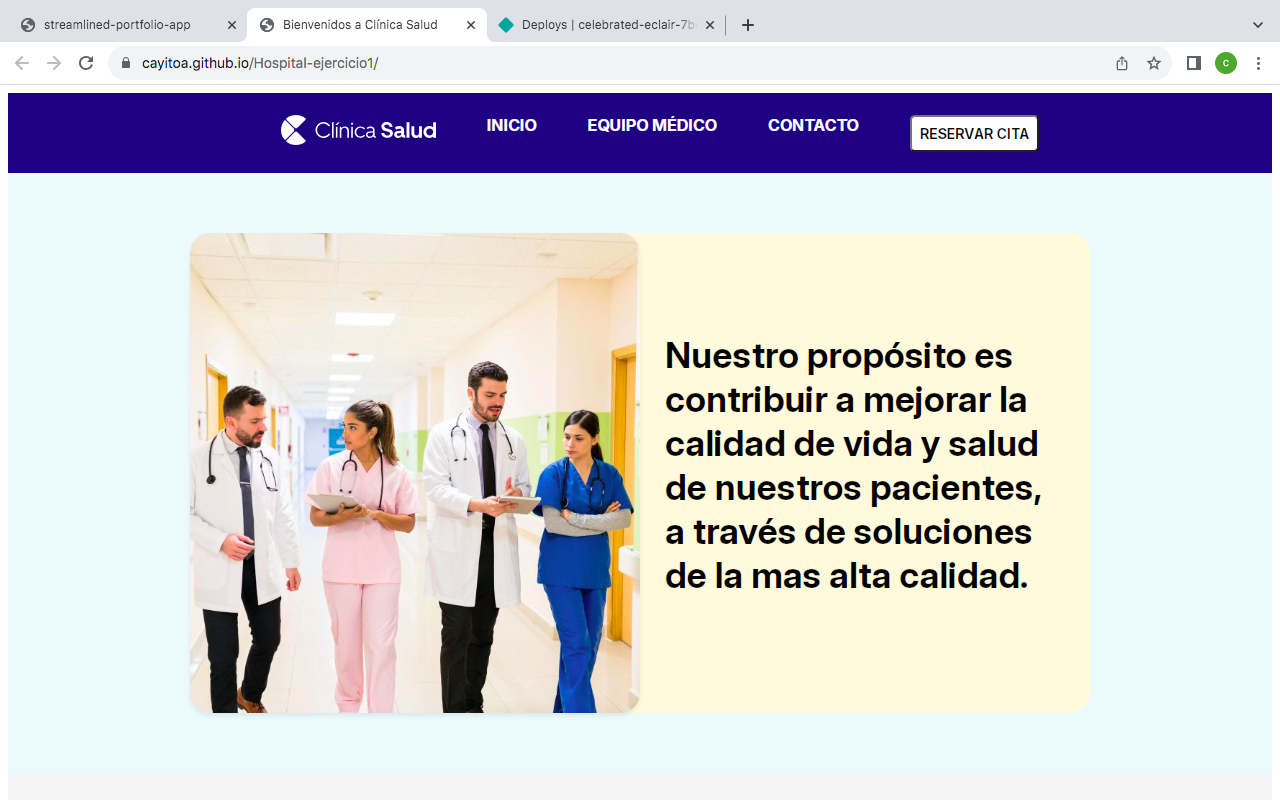 streamlined-portfolio-app
Bienvenidos a Clínica Salud
Deploys | celebrated-eclair-7b
cayitoa.github.io/Hospital-ejercicio1/
c
Clínica Salud
INICIO
EQUIPO MÉDICO
CONTACTO
RESERVAR CITA
Nuestro propósito es
contribuir a mejorar la
calidad de vida y salud
de nuestros pacientes,
a través de soluciones
de la mas alta calidad.